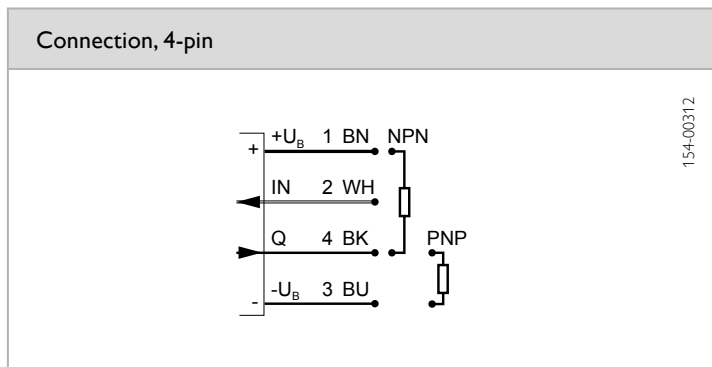 Connection, 4-pin
154-00312
+U_B 1 BN NPN
+
IN 2 WH
Q 4 BK PNP
-U_B 3 BU
-